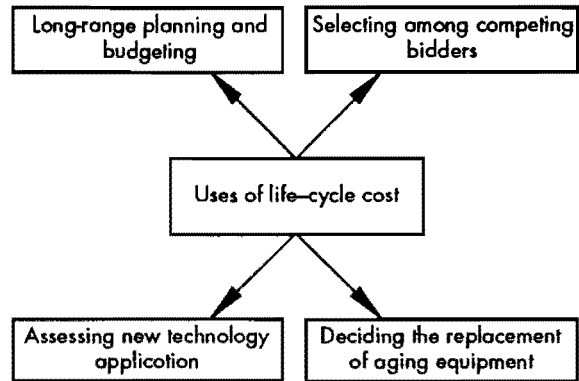 Long-range planning and
budgeting
Selecting among competing
bidders
Uses of life–cycle cost
Assessing new technology
application
Deciding the replacement
of aging equipment